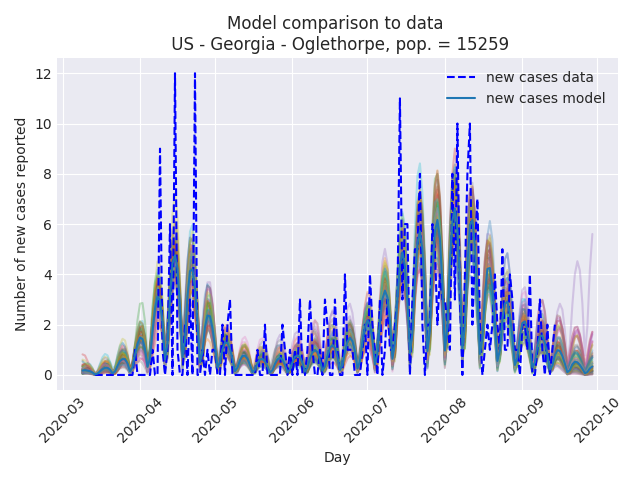 Model comparison to data
US - Georgia - Oglethorpe, pop. = 15259
new cases data
new cases model
Number of new cases reported
12
10
8
6
4
2
0
2020-03
2020-04
2020-05
2020-06
2020-07
2020-08
2020-09
2020-10
Day